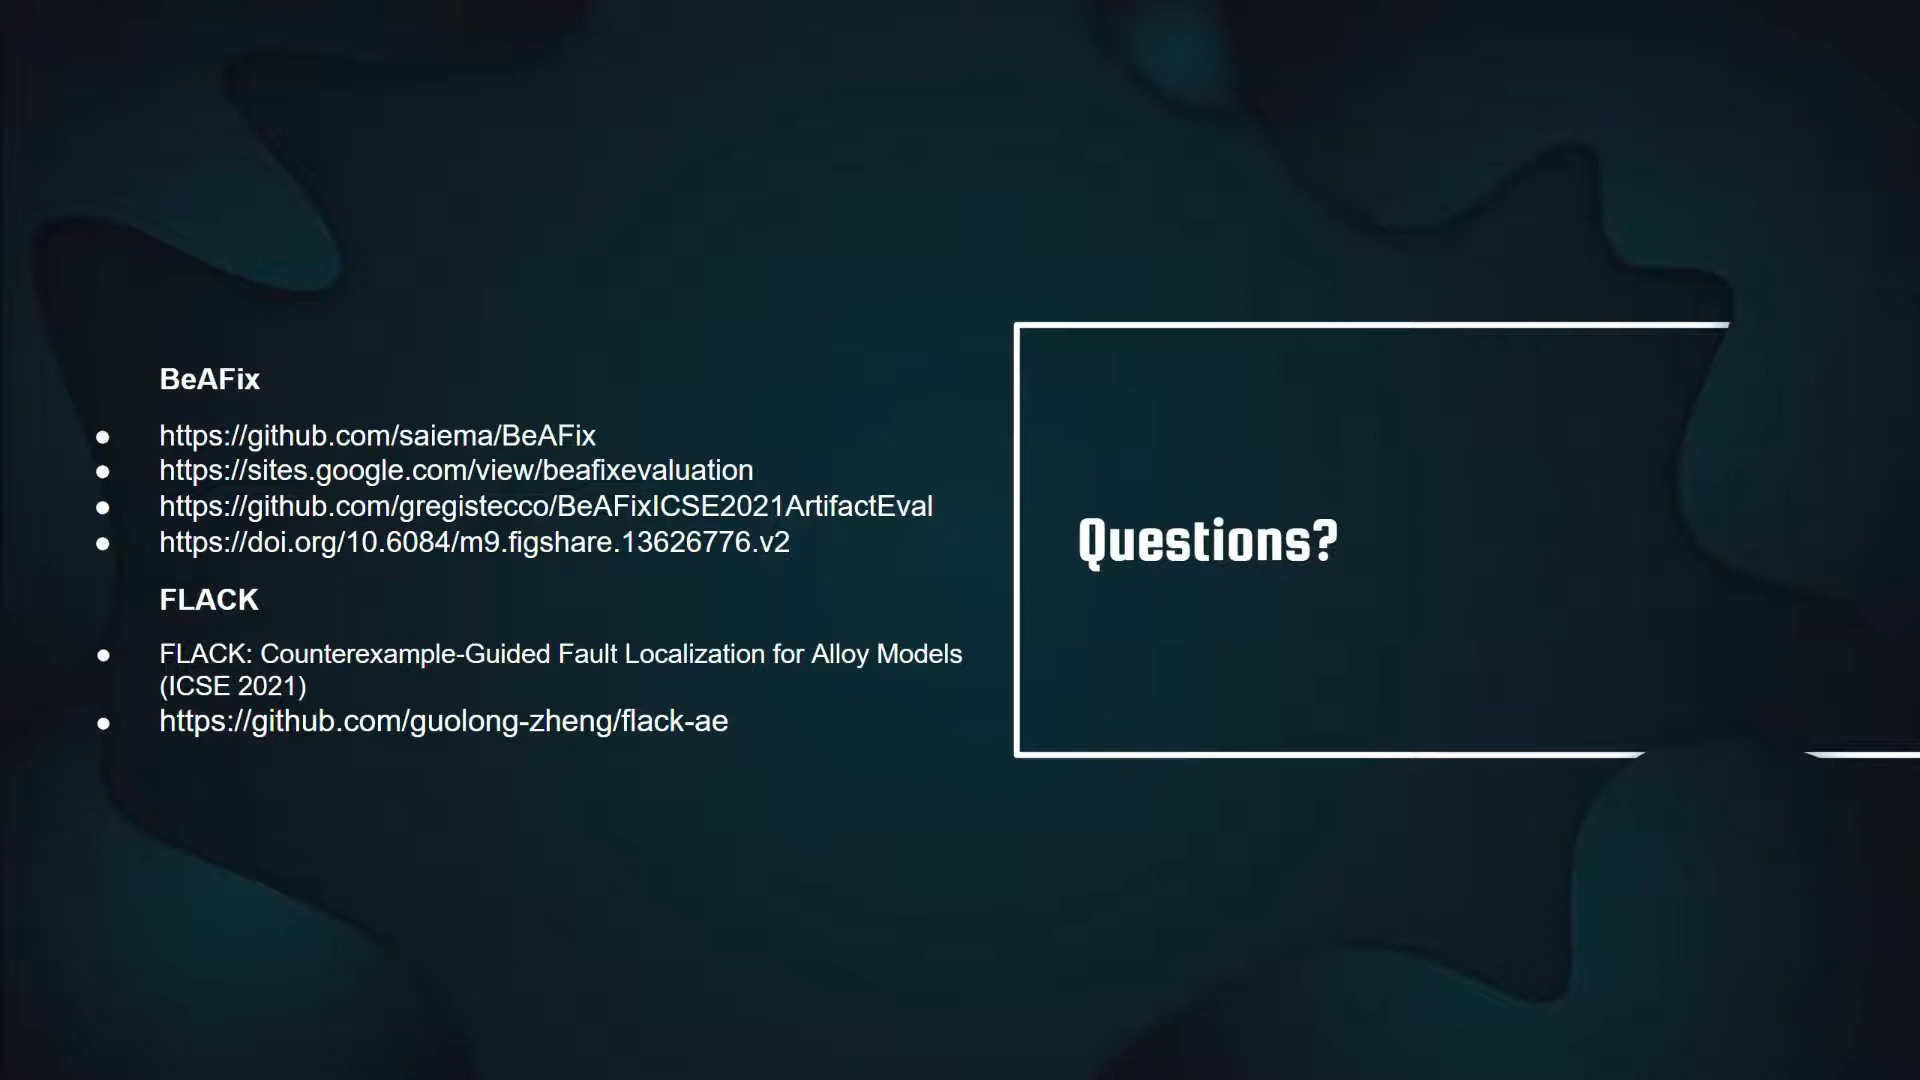 BeAFix
● https://github.com/saiema/BeAFix
● https://sites.google.com/view/beafixevaluation
● https://github.com/gregistecco/BeAFixICSE2021ArtifactEval
● https://doi.org/10.6084/m9.figshare.13626776.v2
FLACK
● FLACK: Counterexample-Guided Fault Localization for Alloy Models
(ICSE 2021)
● https://github.com/guolong-zheng/flack-ae
Questions?